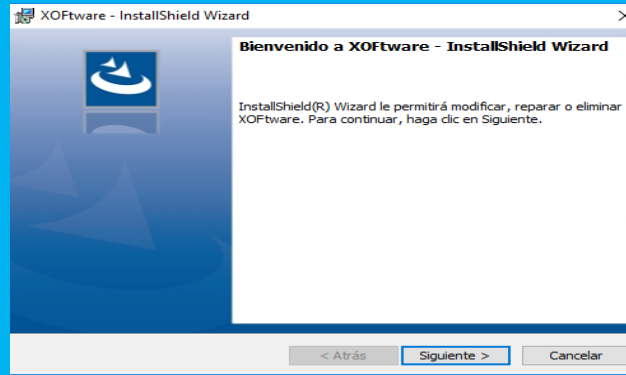 XOFtware - InstallShield Wizard
Bienvenido a XOFtware - InstallShield Wizard
InstallShield(R) Wizard le permitirá modificar, reparar o eliminar
XOFtware. Para continuar, haga clic en Siguiente.
< Atrás Siguiente > Cancelar